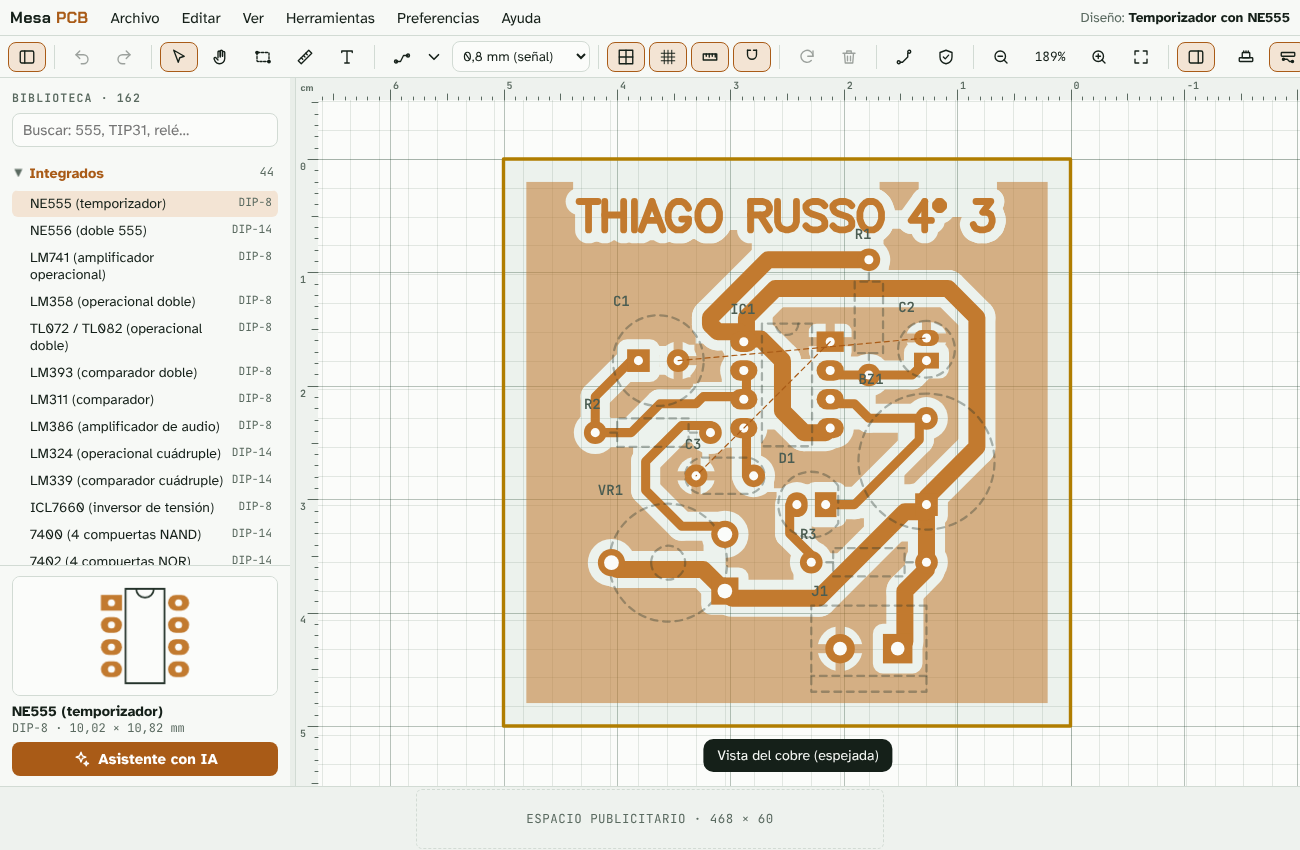 Mesa PCB
Archivo
Editar
Ver
Herramientas
Preferencias
Ayuda
Diseño: Temporizador con NE555
0,8 mm (señal)
189%
BIBLIOTECA · 162
Buscar: 555, TIP31, relé...
Integrados 44
NE555 (temporizador) DIP-8
NE556 (doble 555) DIP-14
LM741 (amplificador operacional) DIP-8
LM358 (operacional doble) DIP-8
TL072 / TL082 (operacional doble) DIP-8
LM393 (comparador doble) DIP-8
LM311 (comparador) DIP-8
LM386 (amplificador de audio) DIP-8
LM324 (operacional cuádruple) DIP-14
LM339 (comparador cuádruple) DIP-14
ICL7660 (inversor de tensión) DIP-8
7400 (4 compuertas NAND) DIP-14
7402 (4 compuertas NOR) DIP-14
NE555 (temporizador)
DIP-8 · 10,02 × 10,82 mm
Asistente con IA
cm
6 5 4 3 2 1 0 -1
0
1
2
3
4
5
THIAGO RUSSO 4° 3
R1
C1
IC1
C2
BZ1
R2
C3
D1
VR1
R3
J1
Vista del cobre (espejada)
ESPACIO PUBLICITARIO · 468 × 60